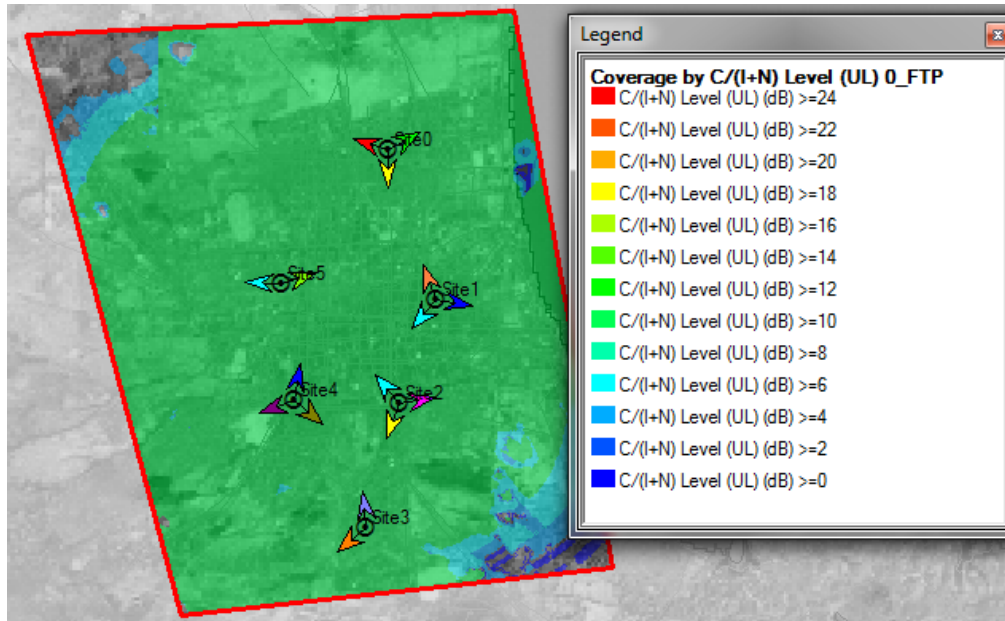 Legend
Coverage by C/(I+N) Level (UL) 0_FTP
C/(I+N) Level (UL) (dB) >=24
C/(I+N) Level (UL) (dB) >=22
C/(I+N) Level (UL) (dB) >=20
C/(I+N) Level (UL) (dB) >=18
C/(I+N) Level (UL) (dB) >=16
C/(I+N) Level (UL) (dB) >=14
C/(I+N) Level (UL) (dB) >=12
C/(I+N) Level (UL) (dB) >=10
C/(I+N) Level (UL) (dB) >=8
C/(I+N) Level (UL) (dB) >=6
C/(I+N) Level (UL) (dB) >=4
C/(I+N) Level (UL) (dB) >=2
C/(I+N) Level (UL) (dB) >=0
Site0
Site5
Site1
Site4
Site2
Site3